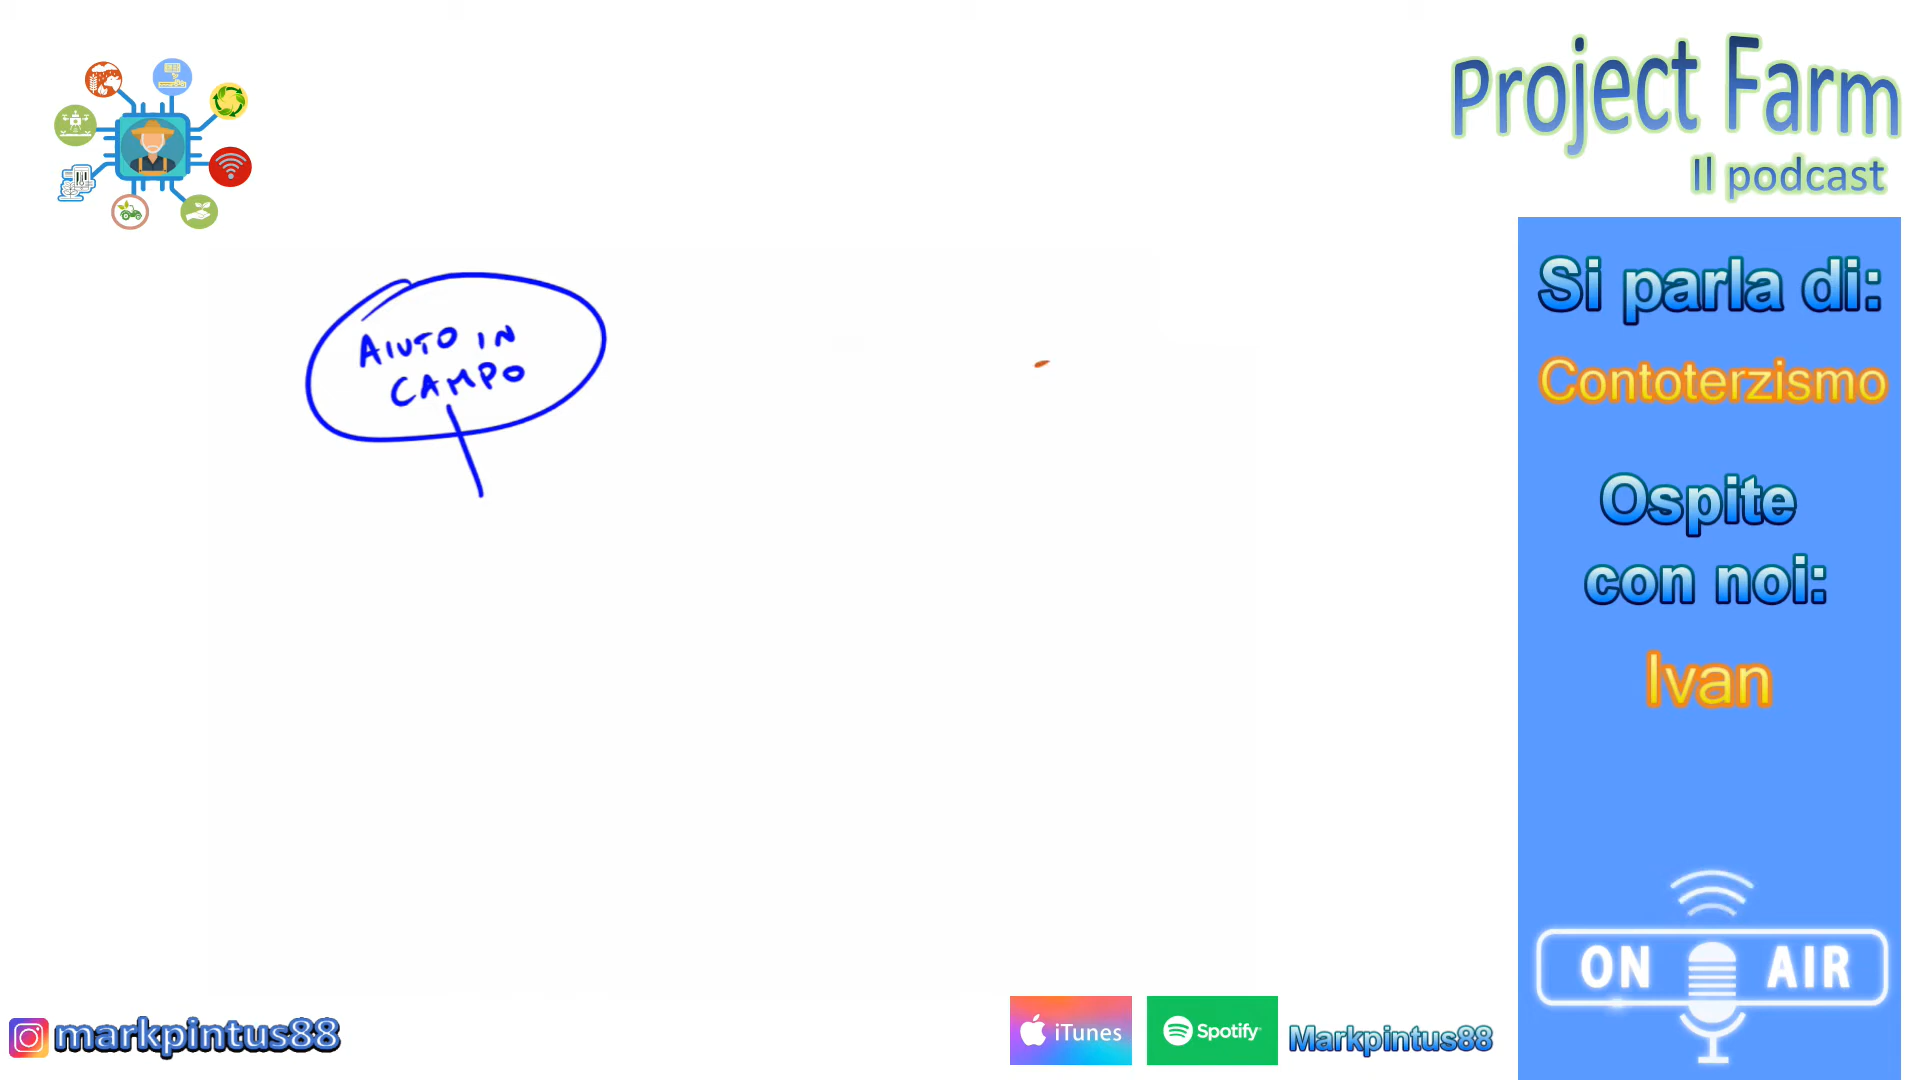 Project Farm
Il podcast
AIUTO IN
CAMPO
Si parla di:
Contoterzismo
Ospite
con noi:
Ivan
ON AIR
markpintus88
iTunes
Spotify
Markpintus88